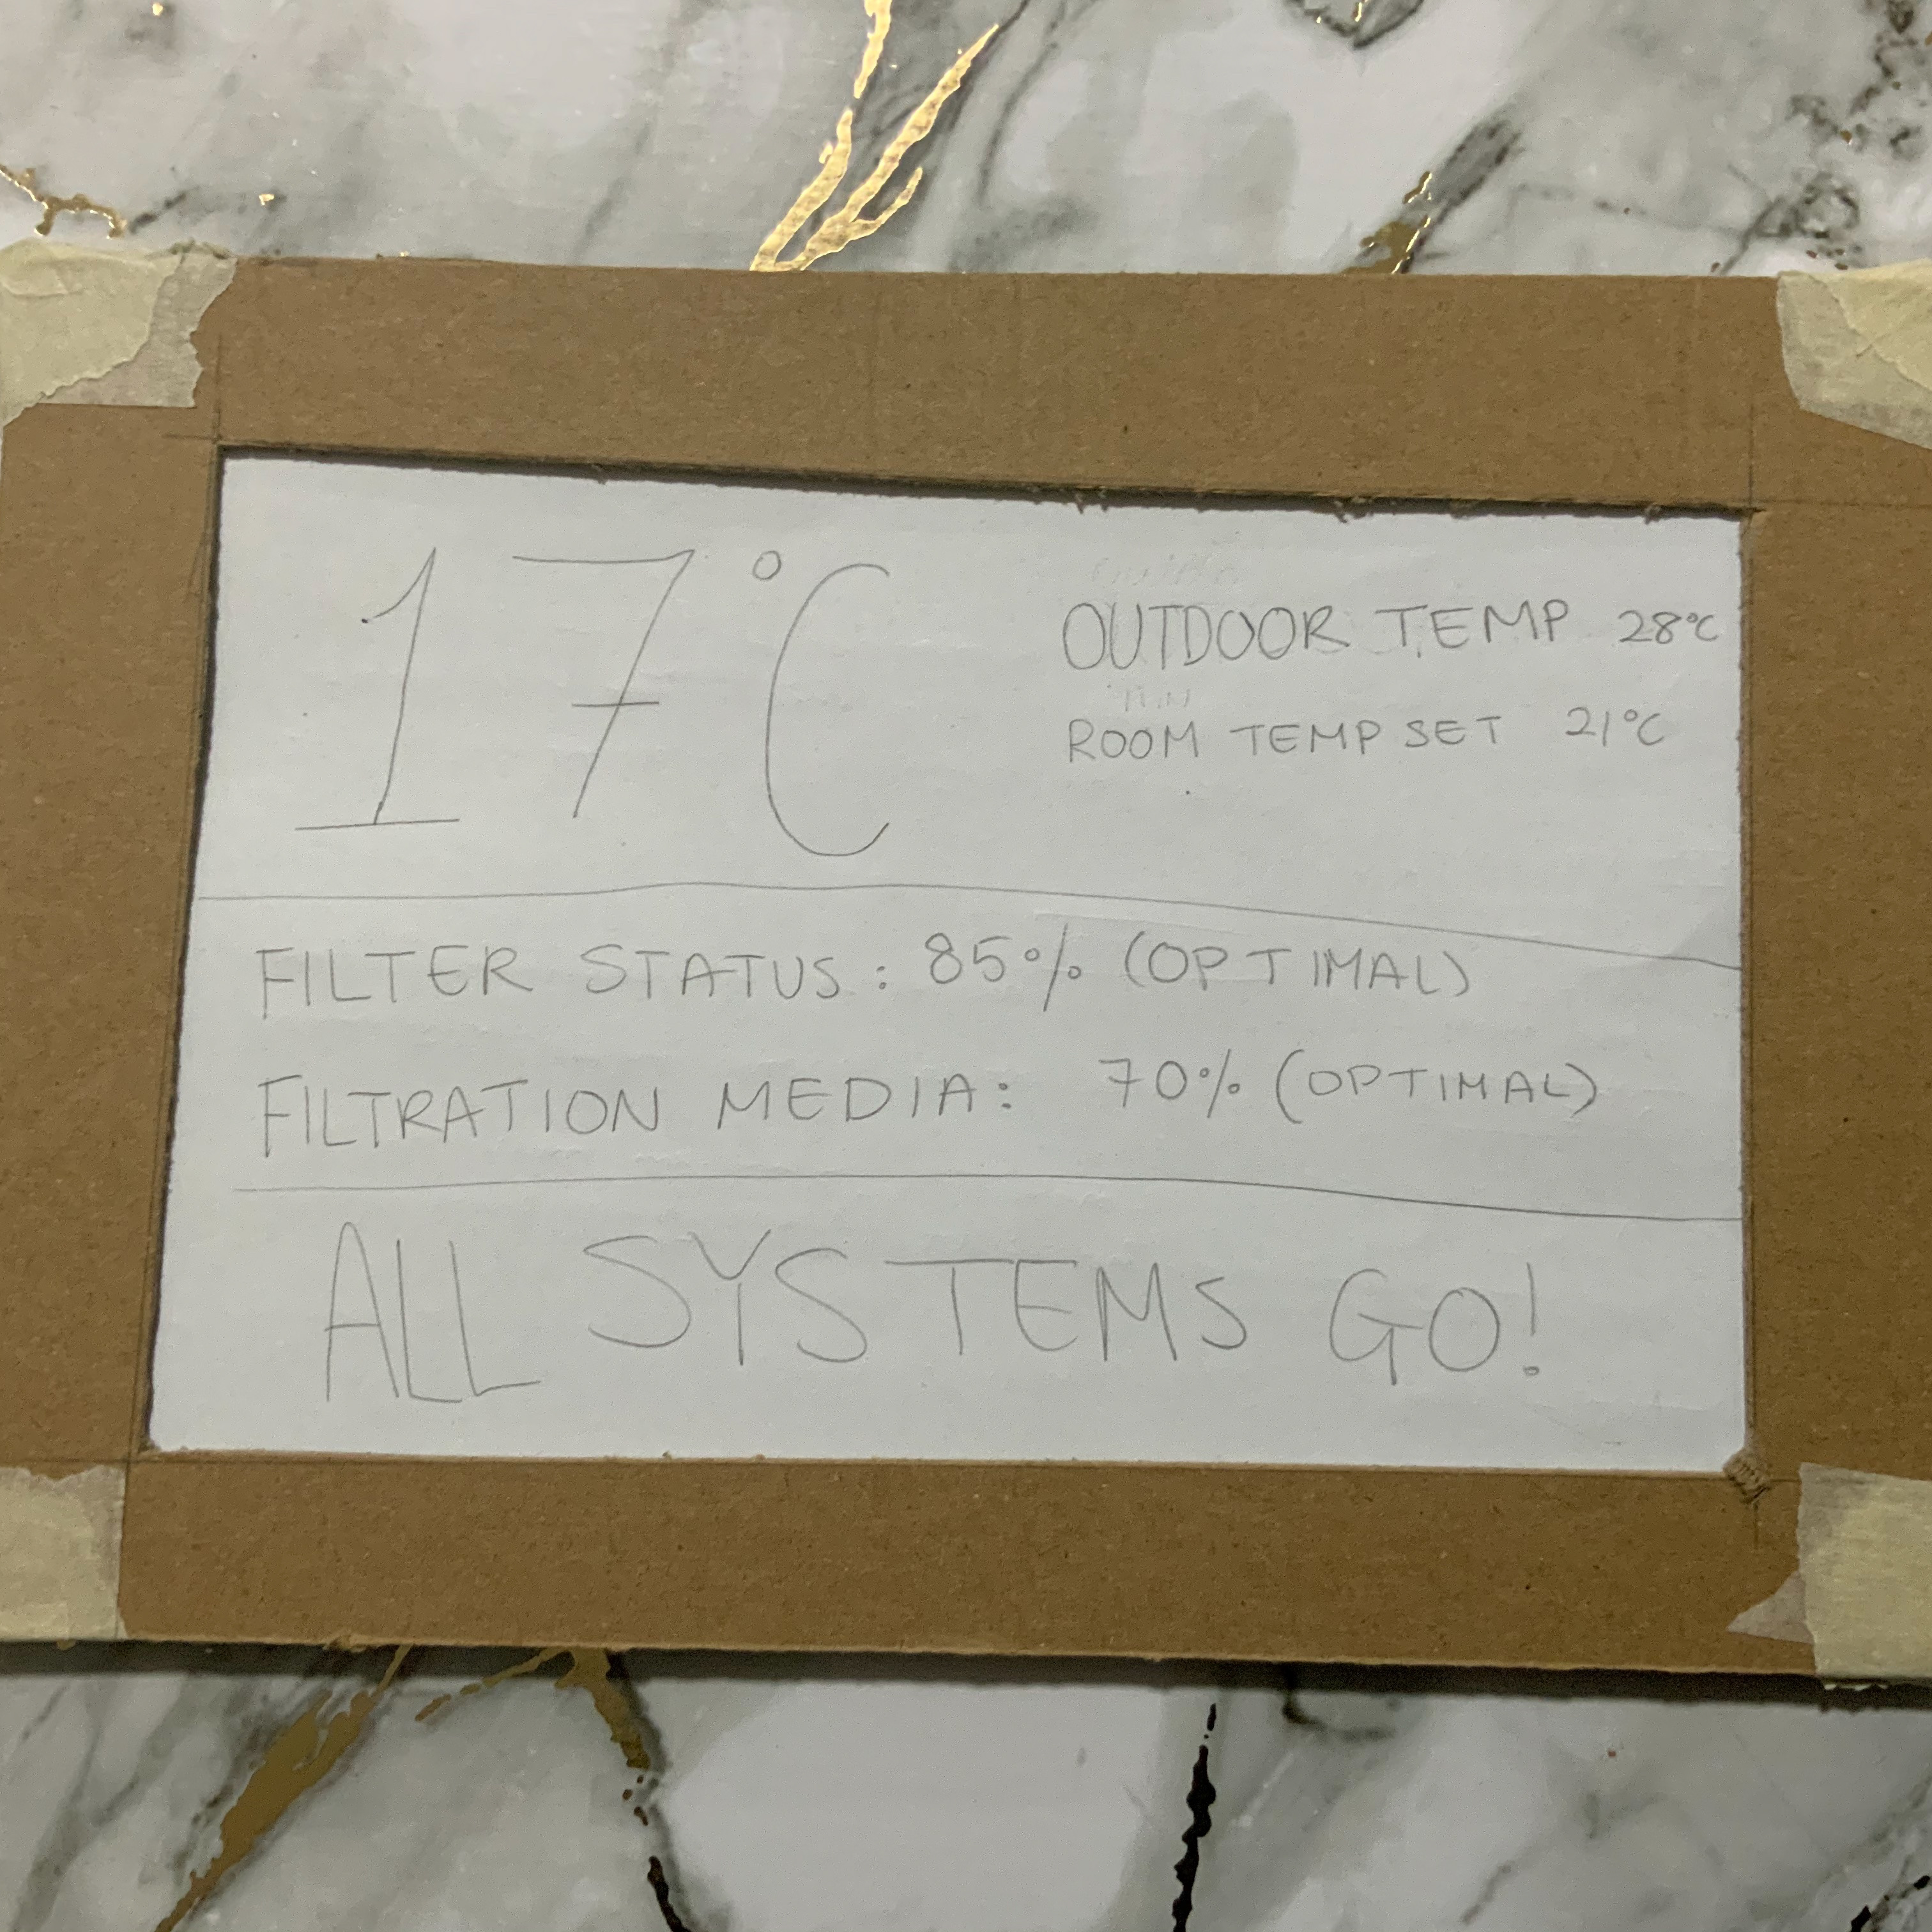 17°C
OUTDOOR TEMP 28°C
ROOM TEMP SET 21°C
FILTER STATUS: 85% (OPTIMAL)
FILTRATION MEDIA: 70% (OPTIMAL)
ALL SYSTEMS GO!